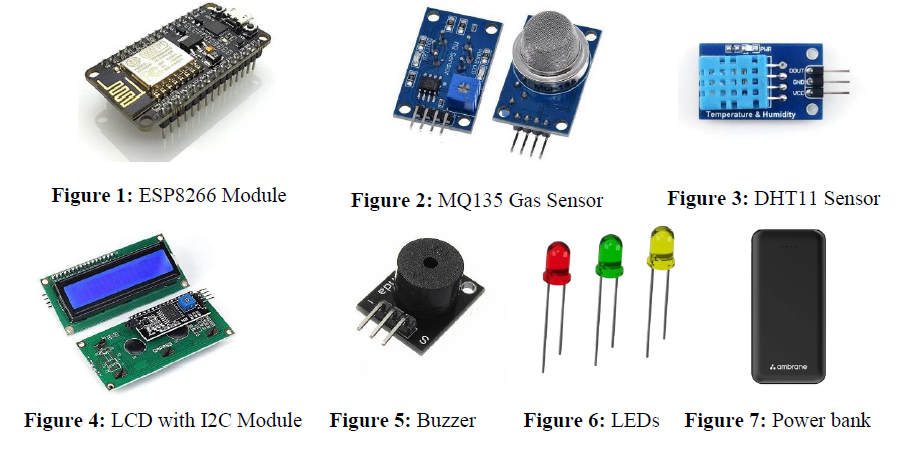 PWR
DOUT
GND
VCC
Temperature & Humidity
Figure 1: ESP8266 Module
Figure 2: MQ135 Gas Sensor
Figure 3: DHT11 Sensor
-
S
ambrane
Figure 4: LCD with I2C Module
Figure 5: Buzzer
Figure 6: LEDs
Figure 7: Power bank